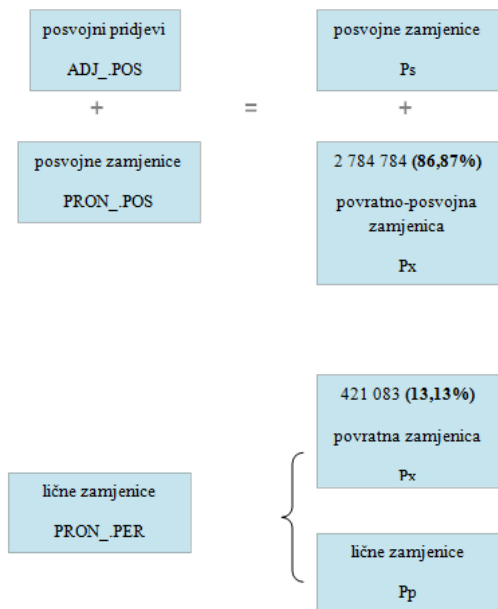 posvojni pridjevi
ADJ_.POS
+
posvojne zamjenice
PRON_.POS
=
posvojne zamjenice
Ps
+
2 784 784 (86,87%)
povratno-posvojna
zamjenica
Px
421 083 (13,13%)
povratna zamjenica
Px
lične zamjenice
PRON_.PER
lične zamjenice
Pp